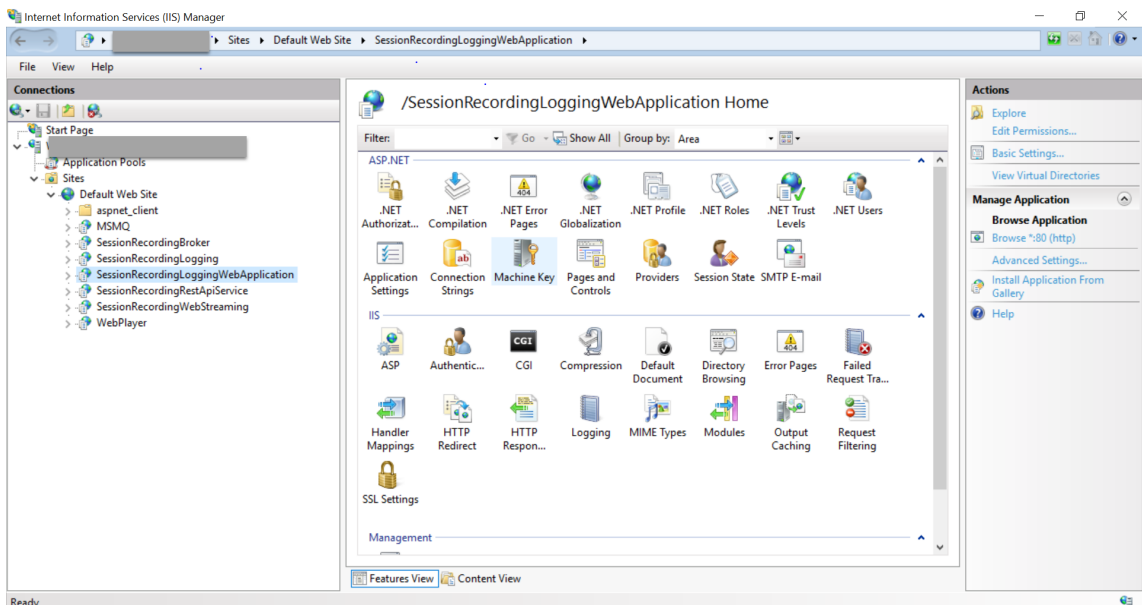 Internet Information Services (IIS) Manager
Sites Default Web Site SessionRecordingLoggingWebApplication
File View Help
Connections
Start Page
Application Pools
Sites
Default Web Site
aspnet_client
MSMQ
SessionRecordingBroker
SessionRecordingLogging
SessionRecordingLoggingWebApplication
SessionRecordingRestApiService
SessionRecordingWebStreaming
WebPlayer
/SessionRecordingLoggingWebApplication Home
Filter: Go Show All Group by: Area
ASP.NET
.NET Authorizat...
.NET Compilation
.NET Error Pages
.NET Globalization
.NET Profile
.NET Roles
.NET Trust Levels
.NET Users
Application Settings
Connection Strings
Machine Key
Pages and Controls
Providers
Session State
SMTP E-mail
IIS
ASP
Authentic...
CGI
CGI
Compression
Default Document
Directory Browsing
404
Error Pages
Failed Request Tra...
Handler Mappings
HTTP Redirect
HTTP Respon...
Logging
MIME Types
Modules
Output Caching
Request Filtering
SSL Settings
Management
Features View Content View
Actions
Explore
Edit Permissions...
Basic Settings...
View Virtual Directories
Manage Application
Browse Application
Browse *:80 (http)
Advanced Settings...
Install Application From
Gallery
Help
Ready